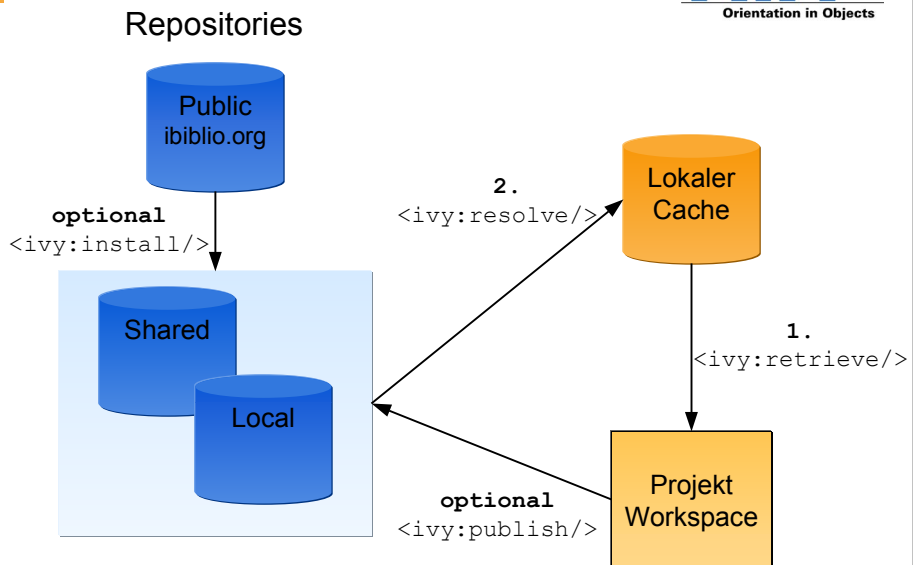 Orientation in Objects
Repositories
Public
ibiblio.org
optional
<ivy:install/>
Shared
Local
2.
<ivy:resolve/>
Lokaler
Cache
1.
<ivy:retrieve/>
optional
<ivy:publish/>
Projekt
Workspace